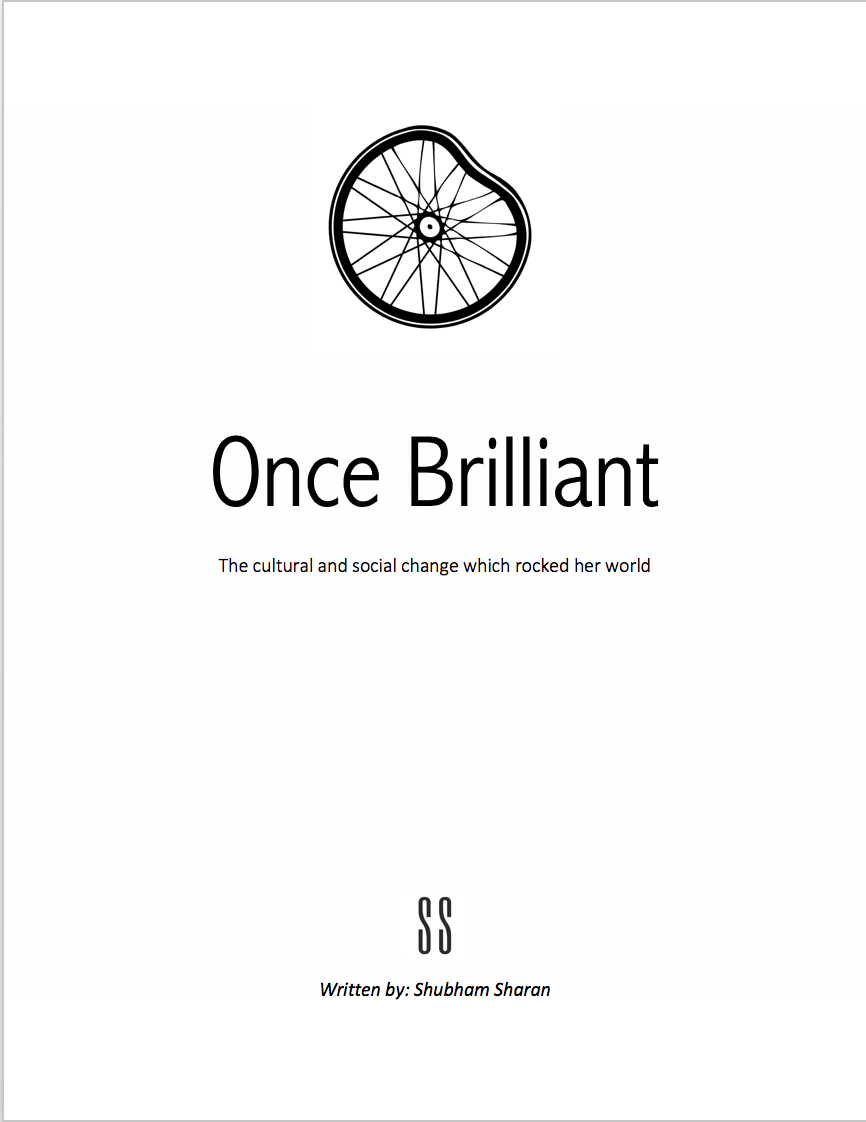 Once Brilliant
The cultural and social change which rocked her world
SS
Written by: Shubham Sharan